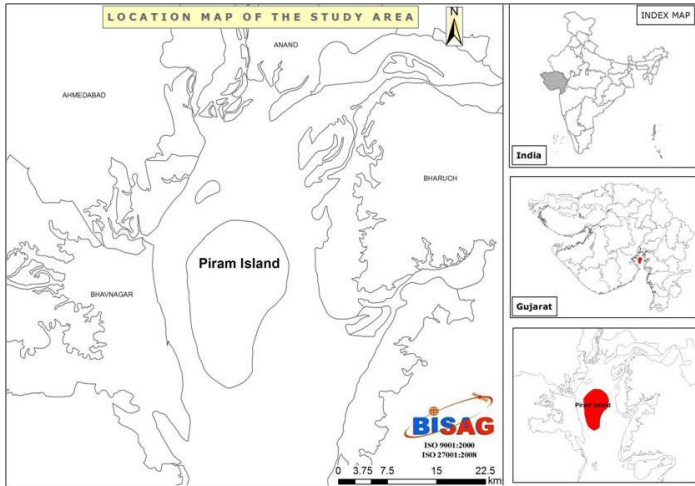 LOCATION MAP OF THE STUDY AREA
N
INDEX MAP
ANAND
AHMEDABAD
BHARUCH
India
Piram Island
BHAVNAGAR
Gujarat
Piram Island
BISAG
ISO 9001:2000
ISO 27001:2008
0 3.75 7.5 15 22.5
km